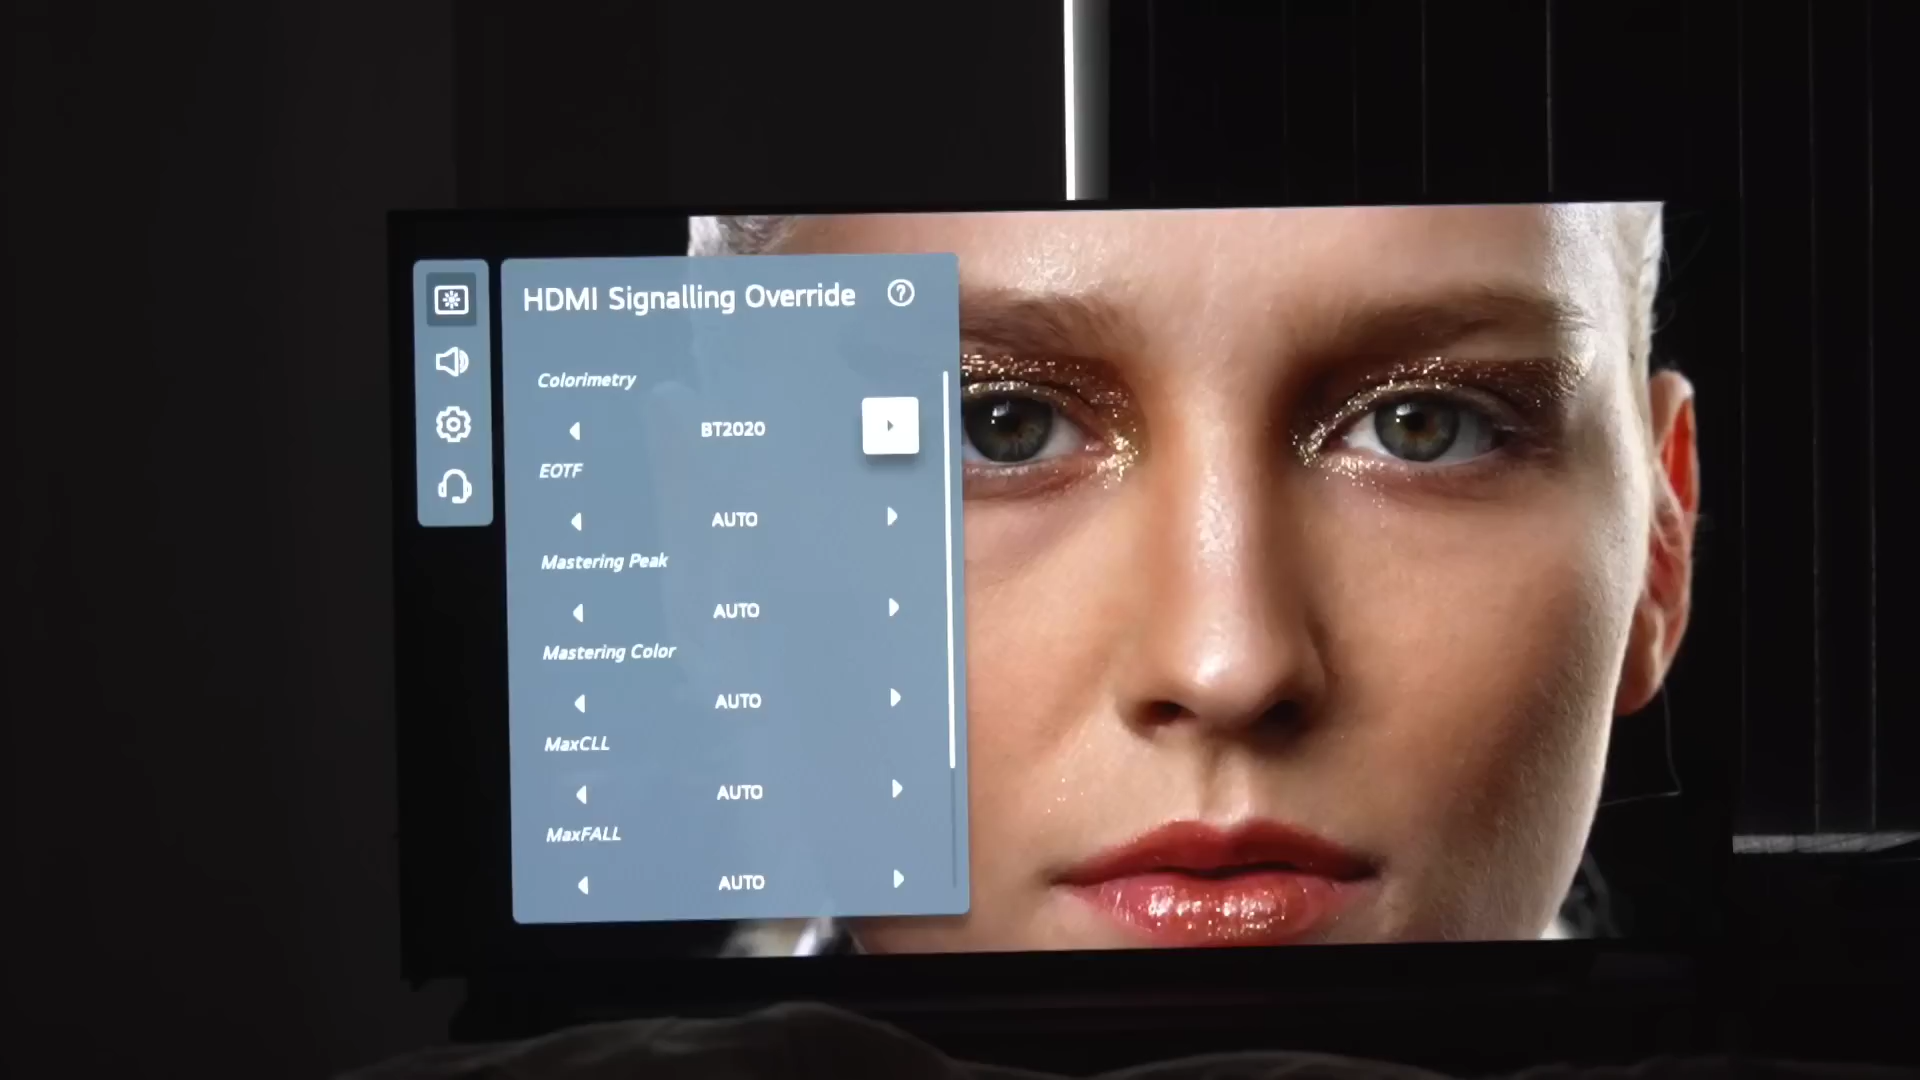 HDMI Signalling Override ?
Colorimetry
BT2020
EOTF
AUTO
Mastering Peak
AUTO
Mastering Color
AUTO
MaxCLL
AUTO
MaxFALL
AUTO